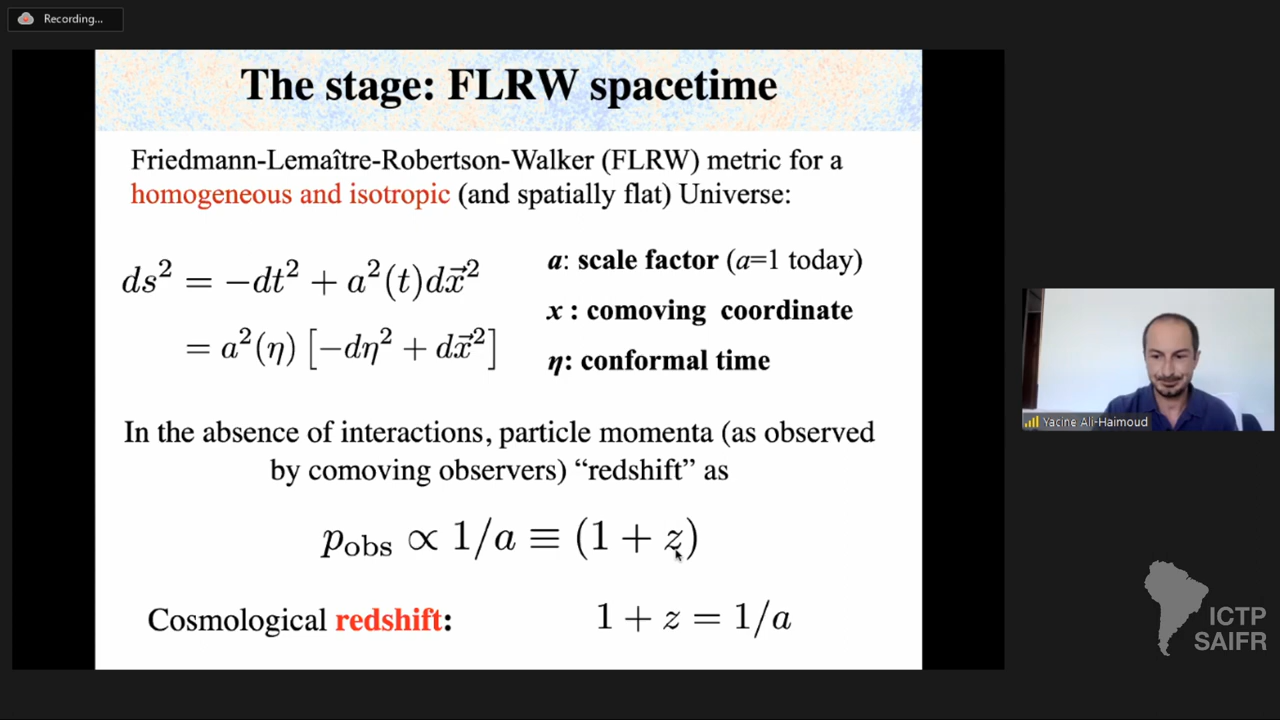 Recording...
The stage: FLRW spacetime
Friedmann-Lemaître-Robertson-Walker (FLRW) metric for a
homogeneous and isotropic (and spatially flat) Universe:
ds² = −dt² + a²(t)dx⃗²
= a²(η) [−dη² + dx⃗²]
a: scale factor (a=1 today)
x : comoving coordinate
η: conformal time
In the absence of interactions, particle momenta (as observed
by comoving observers) “redshift” as
p_obs ∝ 1/a ≡ (1 + z)
Cosmological redshift: 1 + z = 1/a
Yacine Ali-Haimoud
ICTP
SAIFR